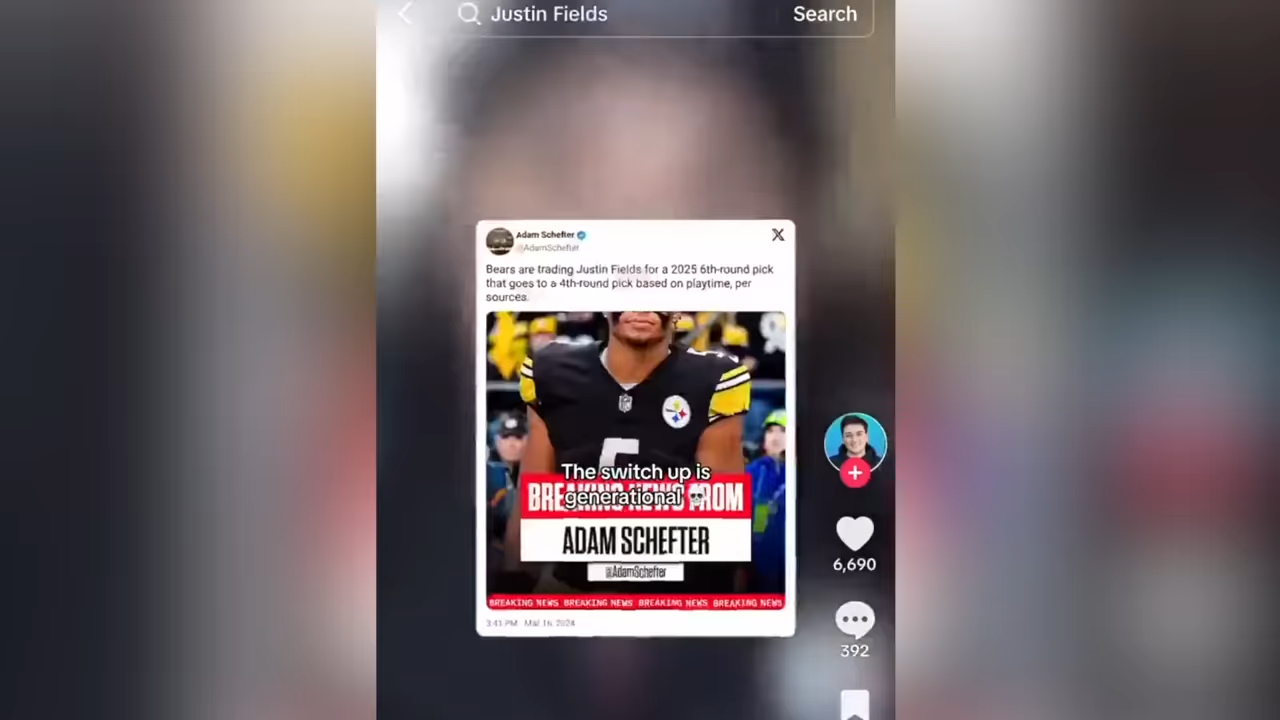 Justin Fields
Search
Adam Schefter
@AdamSchefter
Bears are trading Justin Fields for a 2025 6th-round pick
that goes to a 4th-round pick based on playtime, per
sources.
5
The switch up is
generational 💀
BREAKING NEWS FROM
ADAM SCHEFTER
@AdamSchefter
BREAKING NEWS BREAKING NEWS BREAKING NEWS BREAKING NEWS
3:41 PM Mar 16, 2024
6,690
392